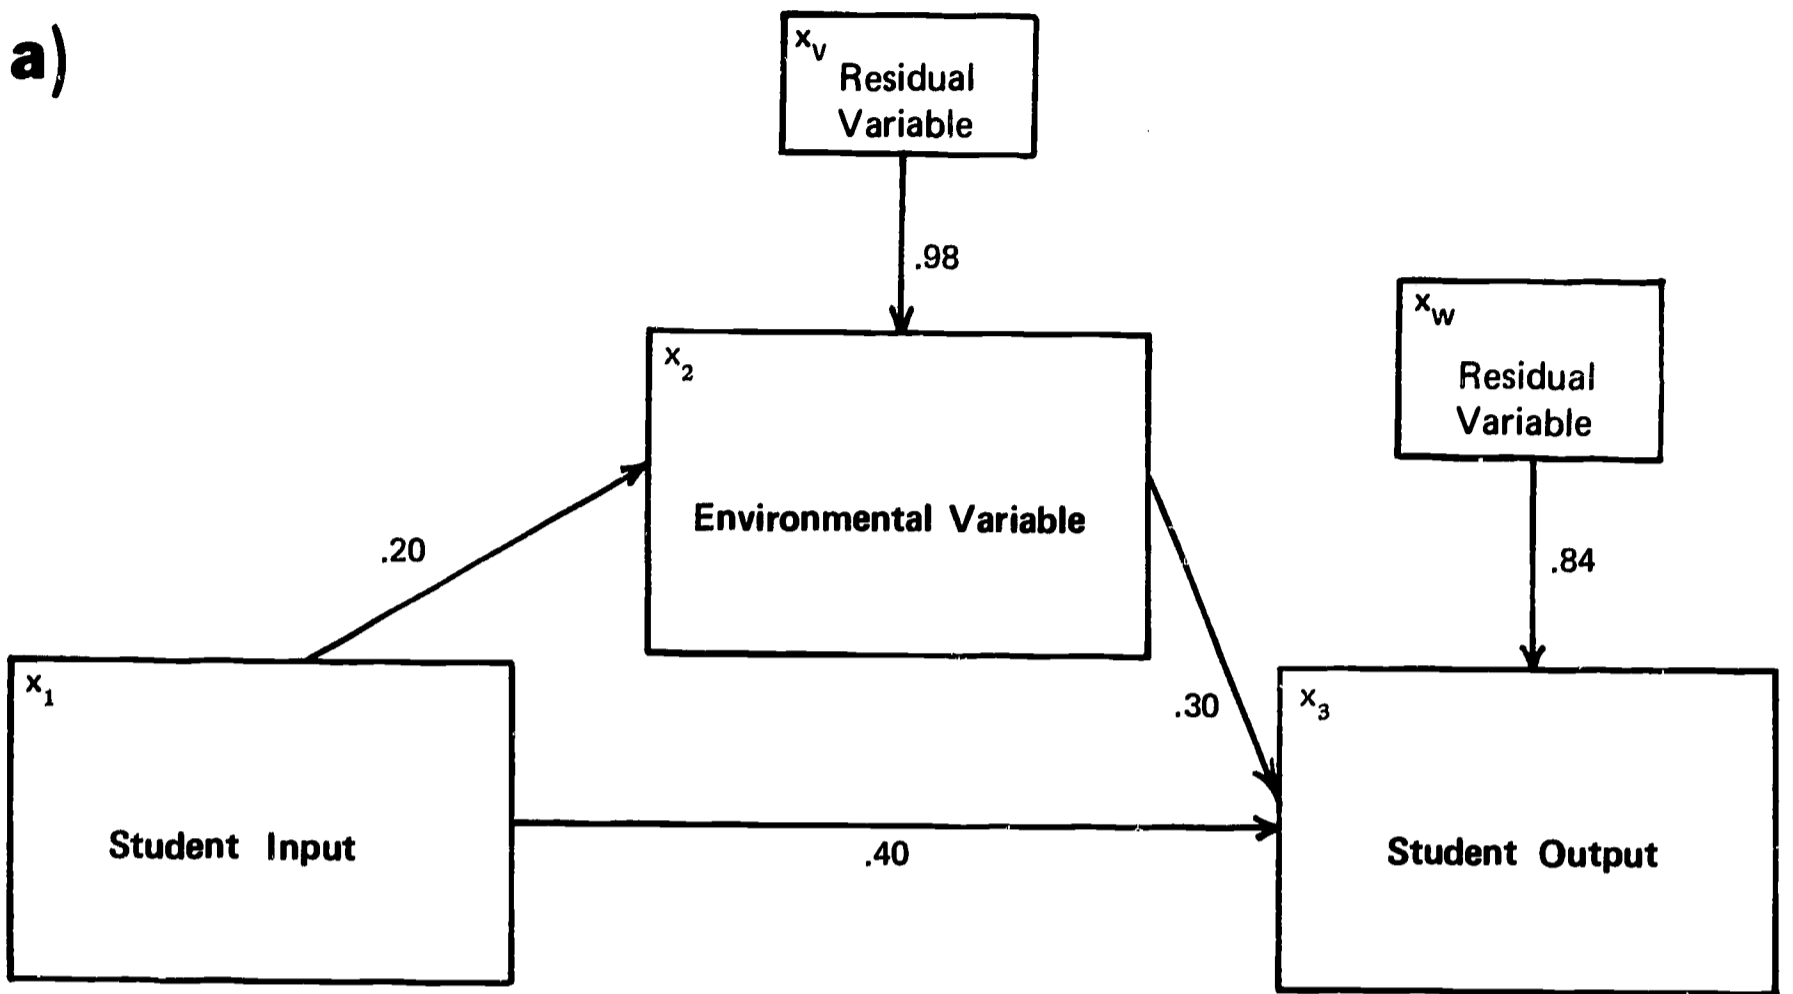 a)
xV
Residual
Variable
.98
xW
Residual
Variable
x2
Environmental Variable
.20
.84
x1
.30
x3
Student Input
.40
Student Output